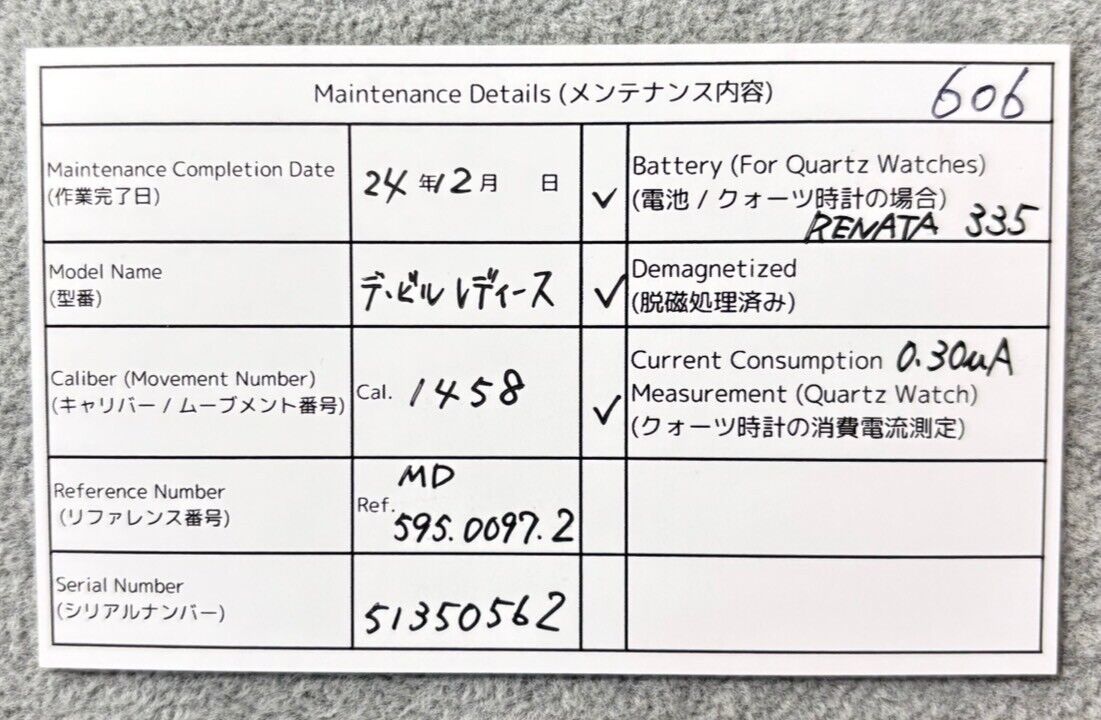 Maintenance Details (メンテナンス内容) 606
Maintenance Completion Date
(作業完了日)
24年12月 日
✓
Battery (For Quartz Watches)
(電池 / クォーツ時計の場合)
RENATA 335
Model Name
(型番)
デ・ビル レディース
✓
Demagnetized
(脱磁処理済み)
Caliber (Movement Number)
(キャリバー / ムーブメント番号)
Cal. 1458
✓
Current Consumption 0.30uA
Measurement (Quartz Watch)
(クォーツ時計の消費電流測定)
Reference Number
(リファレンス番号)
MD
Ref. 595.0097.2
Serial Number
(シリアルナンバー)
51350562